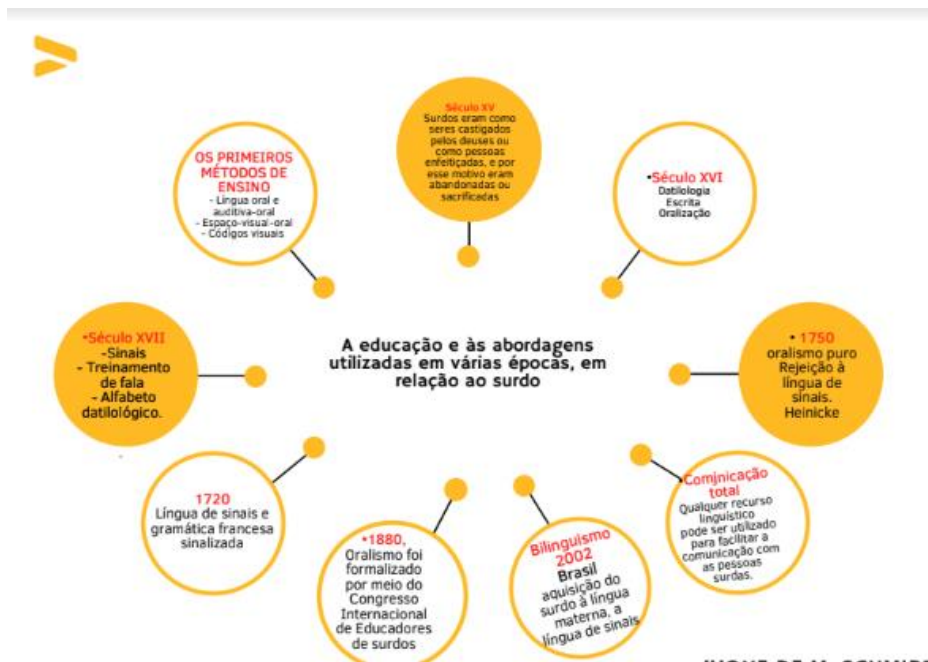 Século XV
Surdos eram como
seres castigados
pelos deuses ou
como pessoas
enfeitiçadas, e por
esse motivo eram
abandonadas ou
sacrificadas
OS PRIMEIROS
MÉTODOS DE
ENSINO
- Lingua oral e
auditiva-oral
- Espaço-visual-oral
- Códigos visuais
•Século XVI
Datilologia
Escrita
Oralização
•Século XVII
-Sinais
- Treinamento
de fala
- Alfabeto
datilológico.
A educação e às abordagens
utilizadas em várias épocas, em
relação ao surdo
• 1750
oralismo puro
Rejeição à
língua de
sinais.
Heinicke
1720
Língua de sinais e
gramática francesa
sinalizada
•1880,
Oralismo foi
formalizado
por meio do
Congresso
Internacional
de Educadores
de surdos
Bilinguismo
2002
Brasil
aquisição do
surdo à língua
materna, a
língua de sinais
Comjnicação
total
Qualquer recurso
linguístico
pode ser utilizado
para facilitar a
comunicação com
as pessoas
surdas.